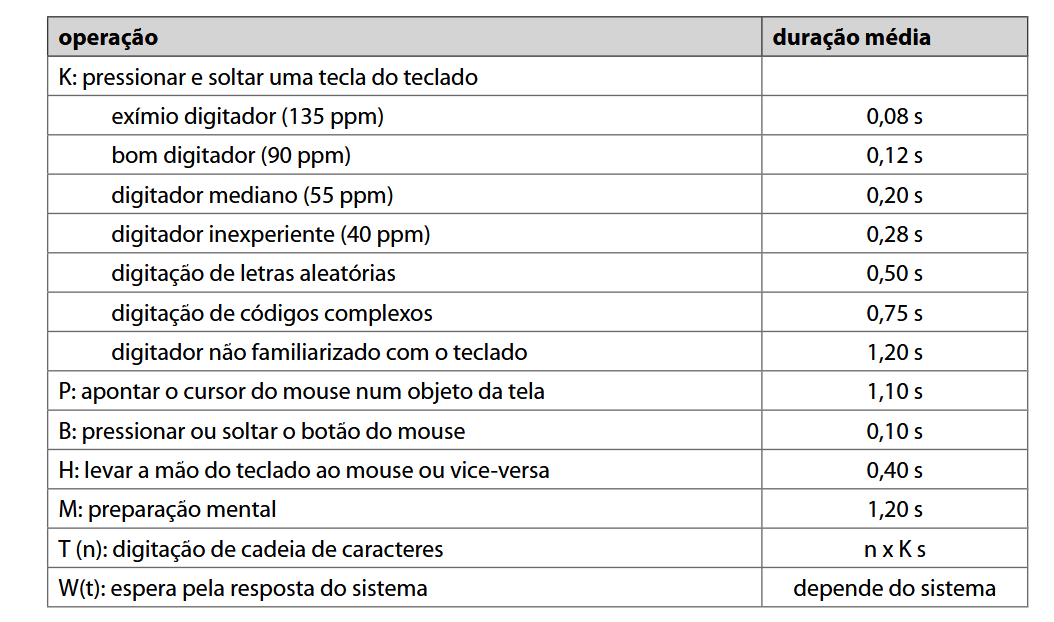 operação duração média
K: pressionar e soltar uma tecla do teclado
exímio digitador (135 ppm) 0,08 s
bom digitador (90 ppm) 0,12 s
digitador mediano (55 ppm) 0,20 s
digitador inexperiente (40 ppm) 0,28 s
digitação de letras aleatórias 0,50 s
digitação de códigos complexos 0,75 s
digitador não familiarizado com o teclado 1,20 s
P: apontar o cursor do mouse num objeto da tela 1,10 s
B: pressionar ou soltar o botão do mouse 0,10 s
H: levar a mão do teclado ao mouse ou vice-versa 0,40 s
M: preparação mental 1,20 s
T (n): digitação de cadeia de caracteres n x K s
W(t): espera pela resposta do sistema depende do sistema